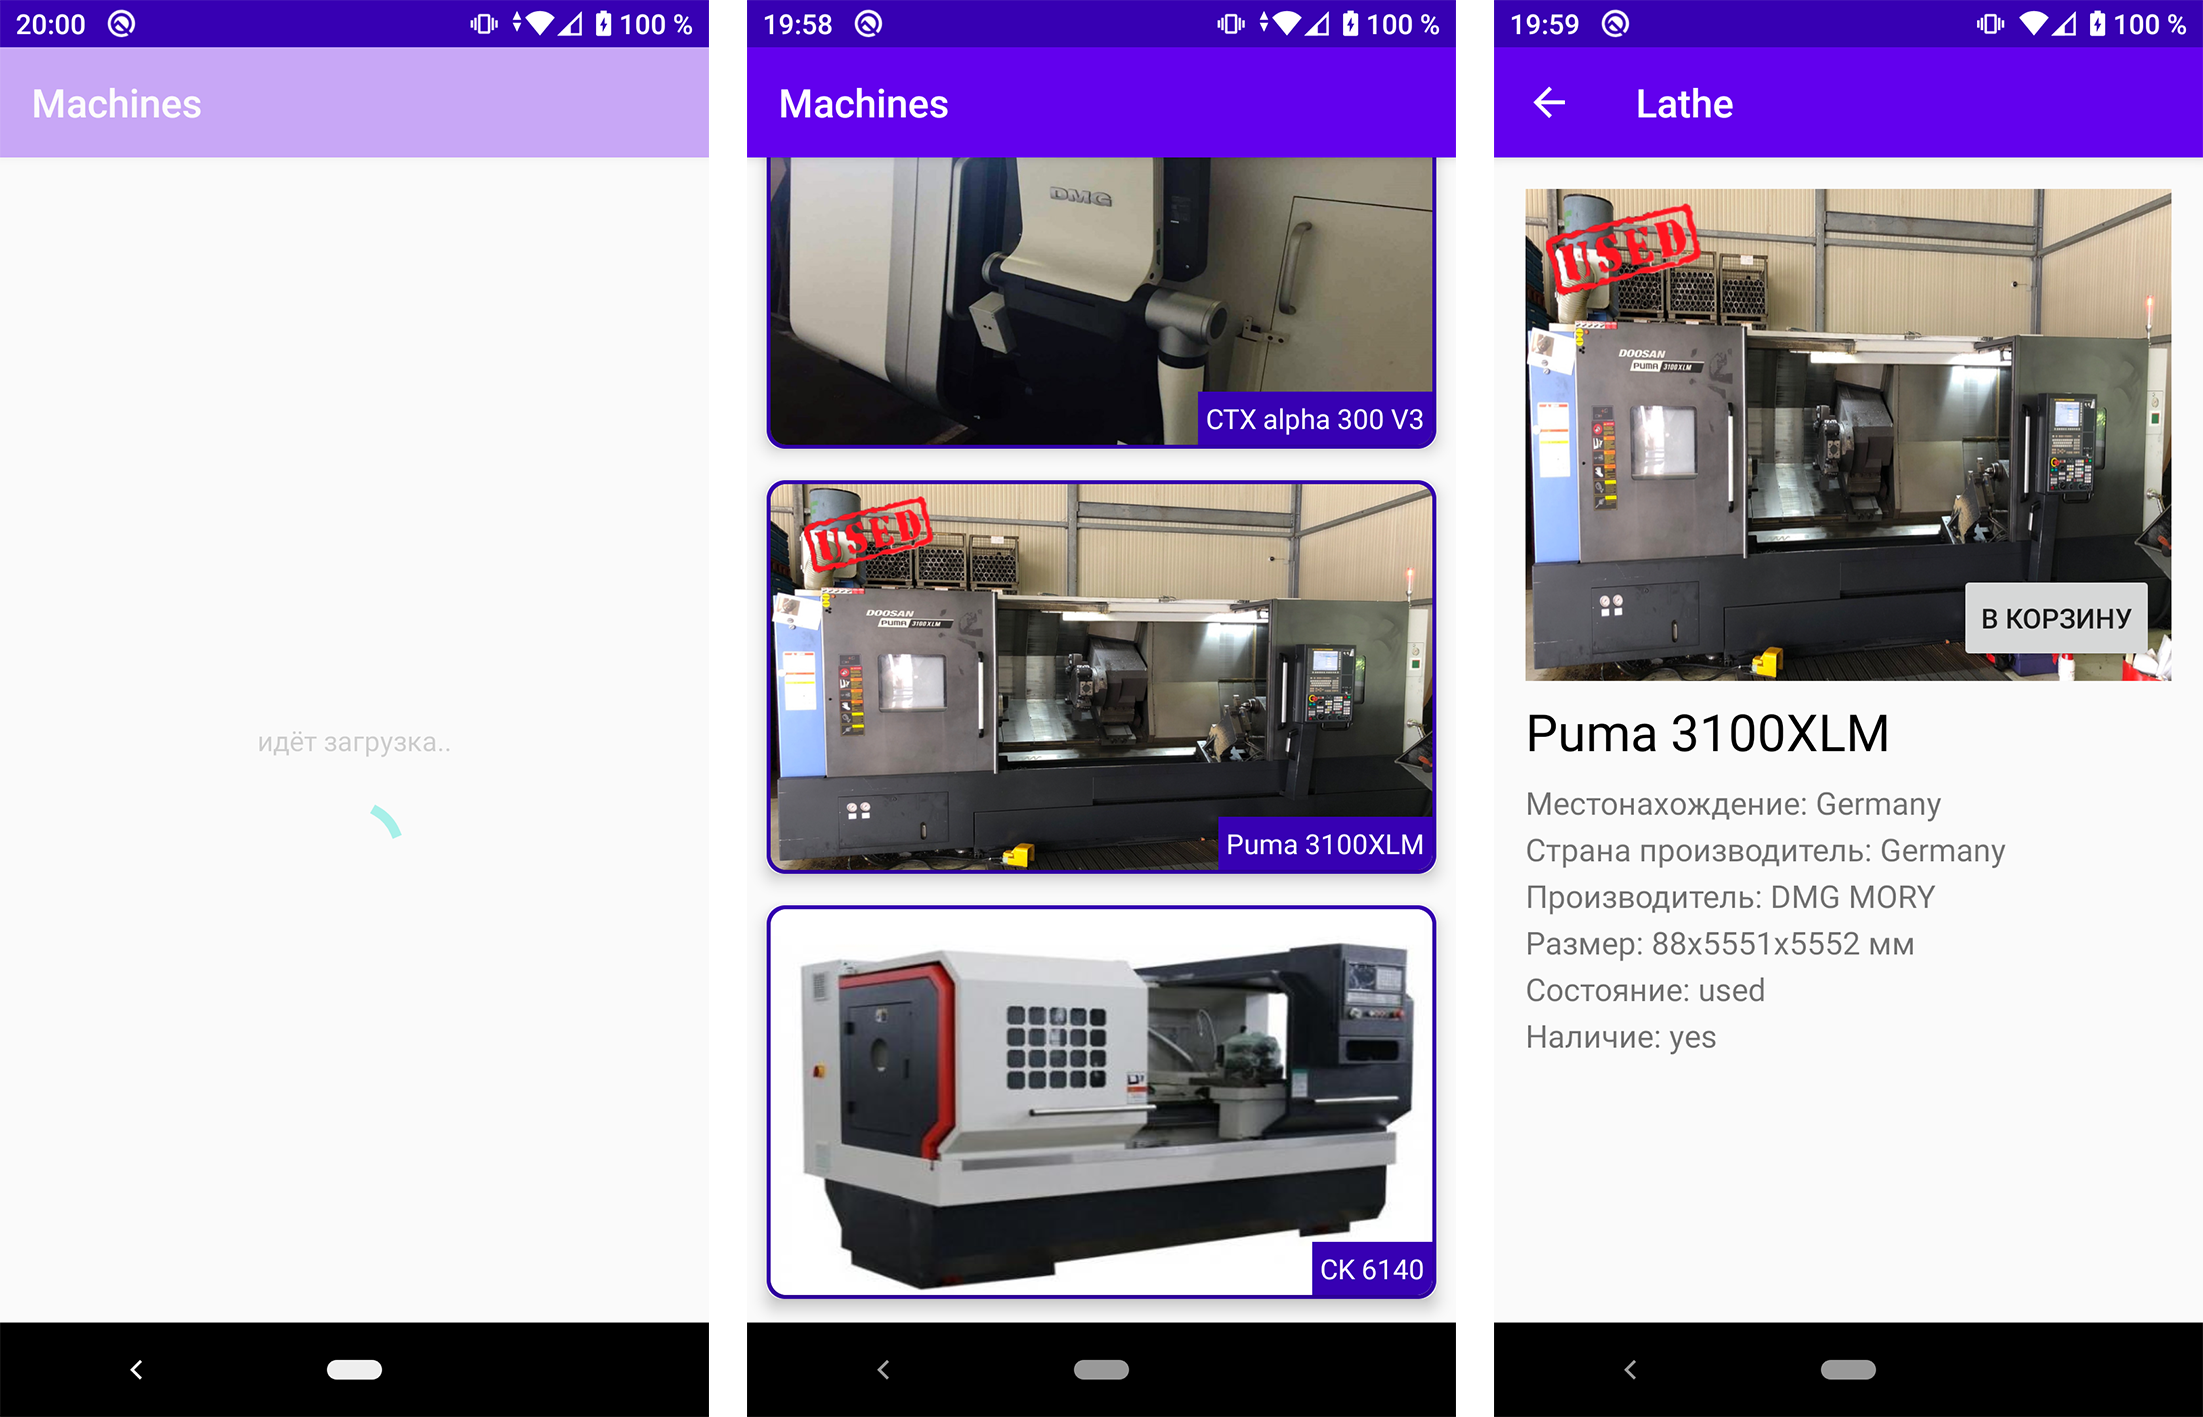 20:00
100 %
Machines
идёт загрузка..
19:58
100 %
Machines
DMG
CTX alpha 300 V3
USED
DOOSAN
PUMA 3100XLM
Puma 3100XLM
CK 6140
19:59
100 %
Lathe
USED
DOOSAN
PUMA 3100XLM
В КОРЗИНУ
Puma 3100XLM
Местонахождение: Germany
Страна производитель: Germany
Производитель: DMG MORY
Размер: 88x5551x5552 мм
Состояние: used
Наличие: yes